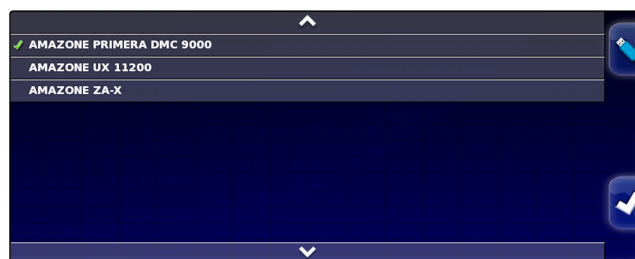 AMAZONE PRIMERA DMC 9000
AMAZONE UX 11200
AMAZONE ZA-X